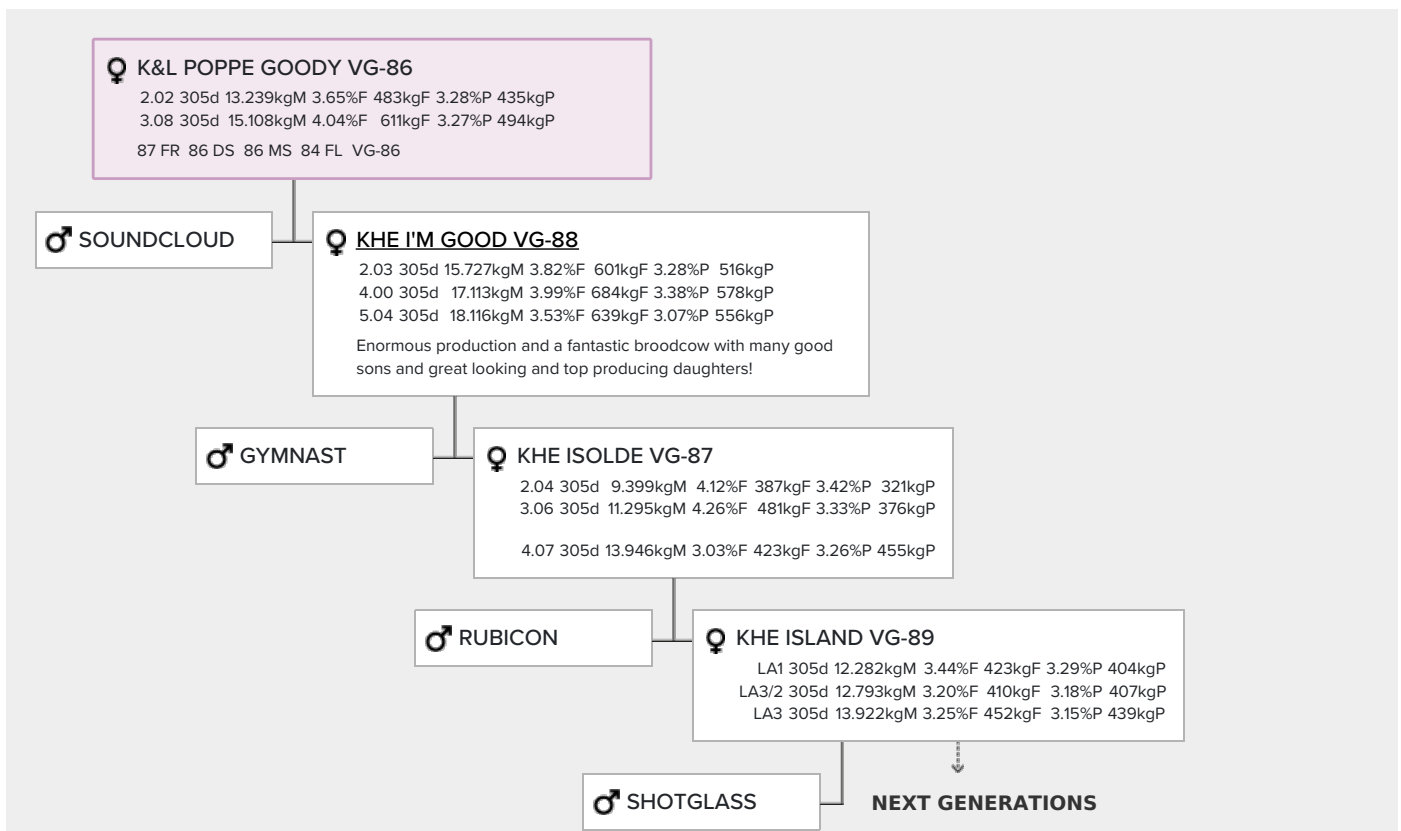 K&L POPPE GOODY VG-86
2.02 305d 13.239kgM 3.65%F 483kgF 3.28%P 435kgP
3.08 305d 15.108kgM 4.04%F 611kgF 3.27%P 494kgP
87 FR 86 DS 86 MS 84 FL VG-86
SOUNDCLOUD
KHE I'M GOOD VG-88
2.03 305d 15.727kgM 3.82%F 601kgF 3.28%P 516kgP
4.00 305d 17.113kgM 3.99%F 684kgF 3.38%P 578kgP
5.04 305d 18.116kgM 3.53%F 639kgF 3.07%P 556kgP
Enormous production and a fantastic broodcow with many good
sons and great looking and top producing daughters!
GYMNAST
KHE ISOLDE VG-87
2.04 305d 9.399kgM 4.12%F 387kgF 3.42%P 321kgP
3.06 305d 11.295kgM 4.26%F 481kgF 3.33%P 376kgP
4.07 305d 13.946kgM 3.03%F 423kgF 3.26%P 455kgP
RUBICON
KHE ISLAND VG-89
LA1 305d 12.282kgM 3.44%F 423kgF 3.29%P 404kgP
LA3/2 305d 12.793kgM 3.20%F 410kgF 3.18%P 407kgP
LA3 305d 13.922kgM 3.25%F 452kgF 3.15%P 439kgP
SHOTGLASS
NEXT GENERATIONS